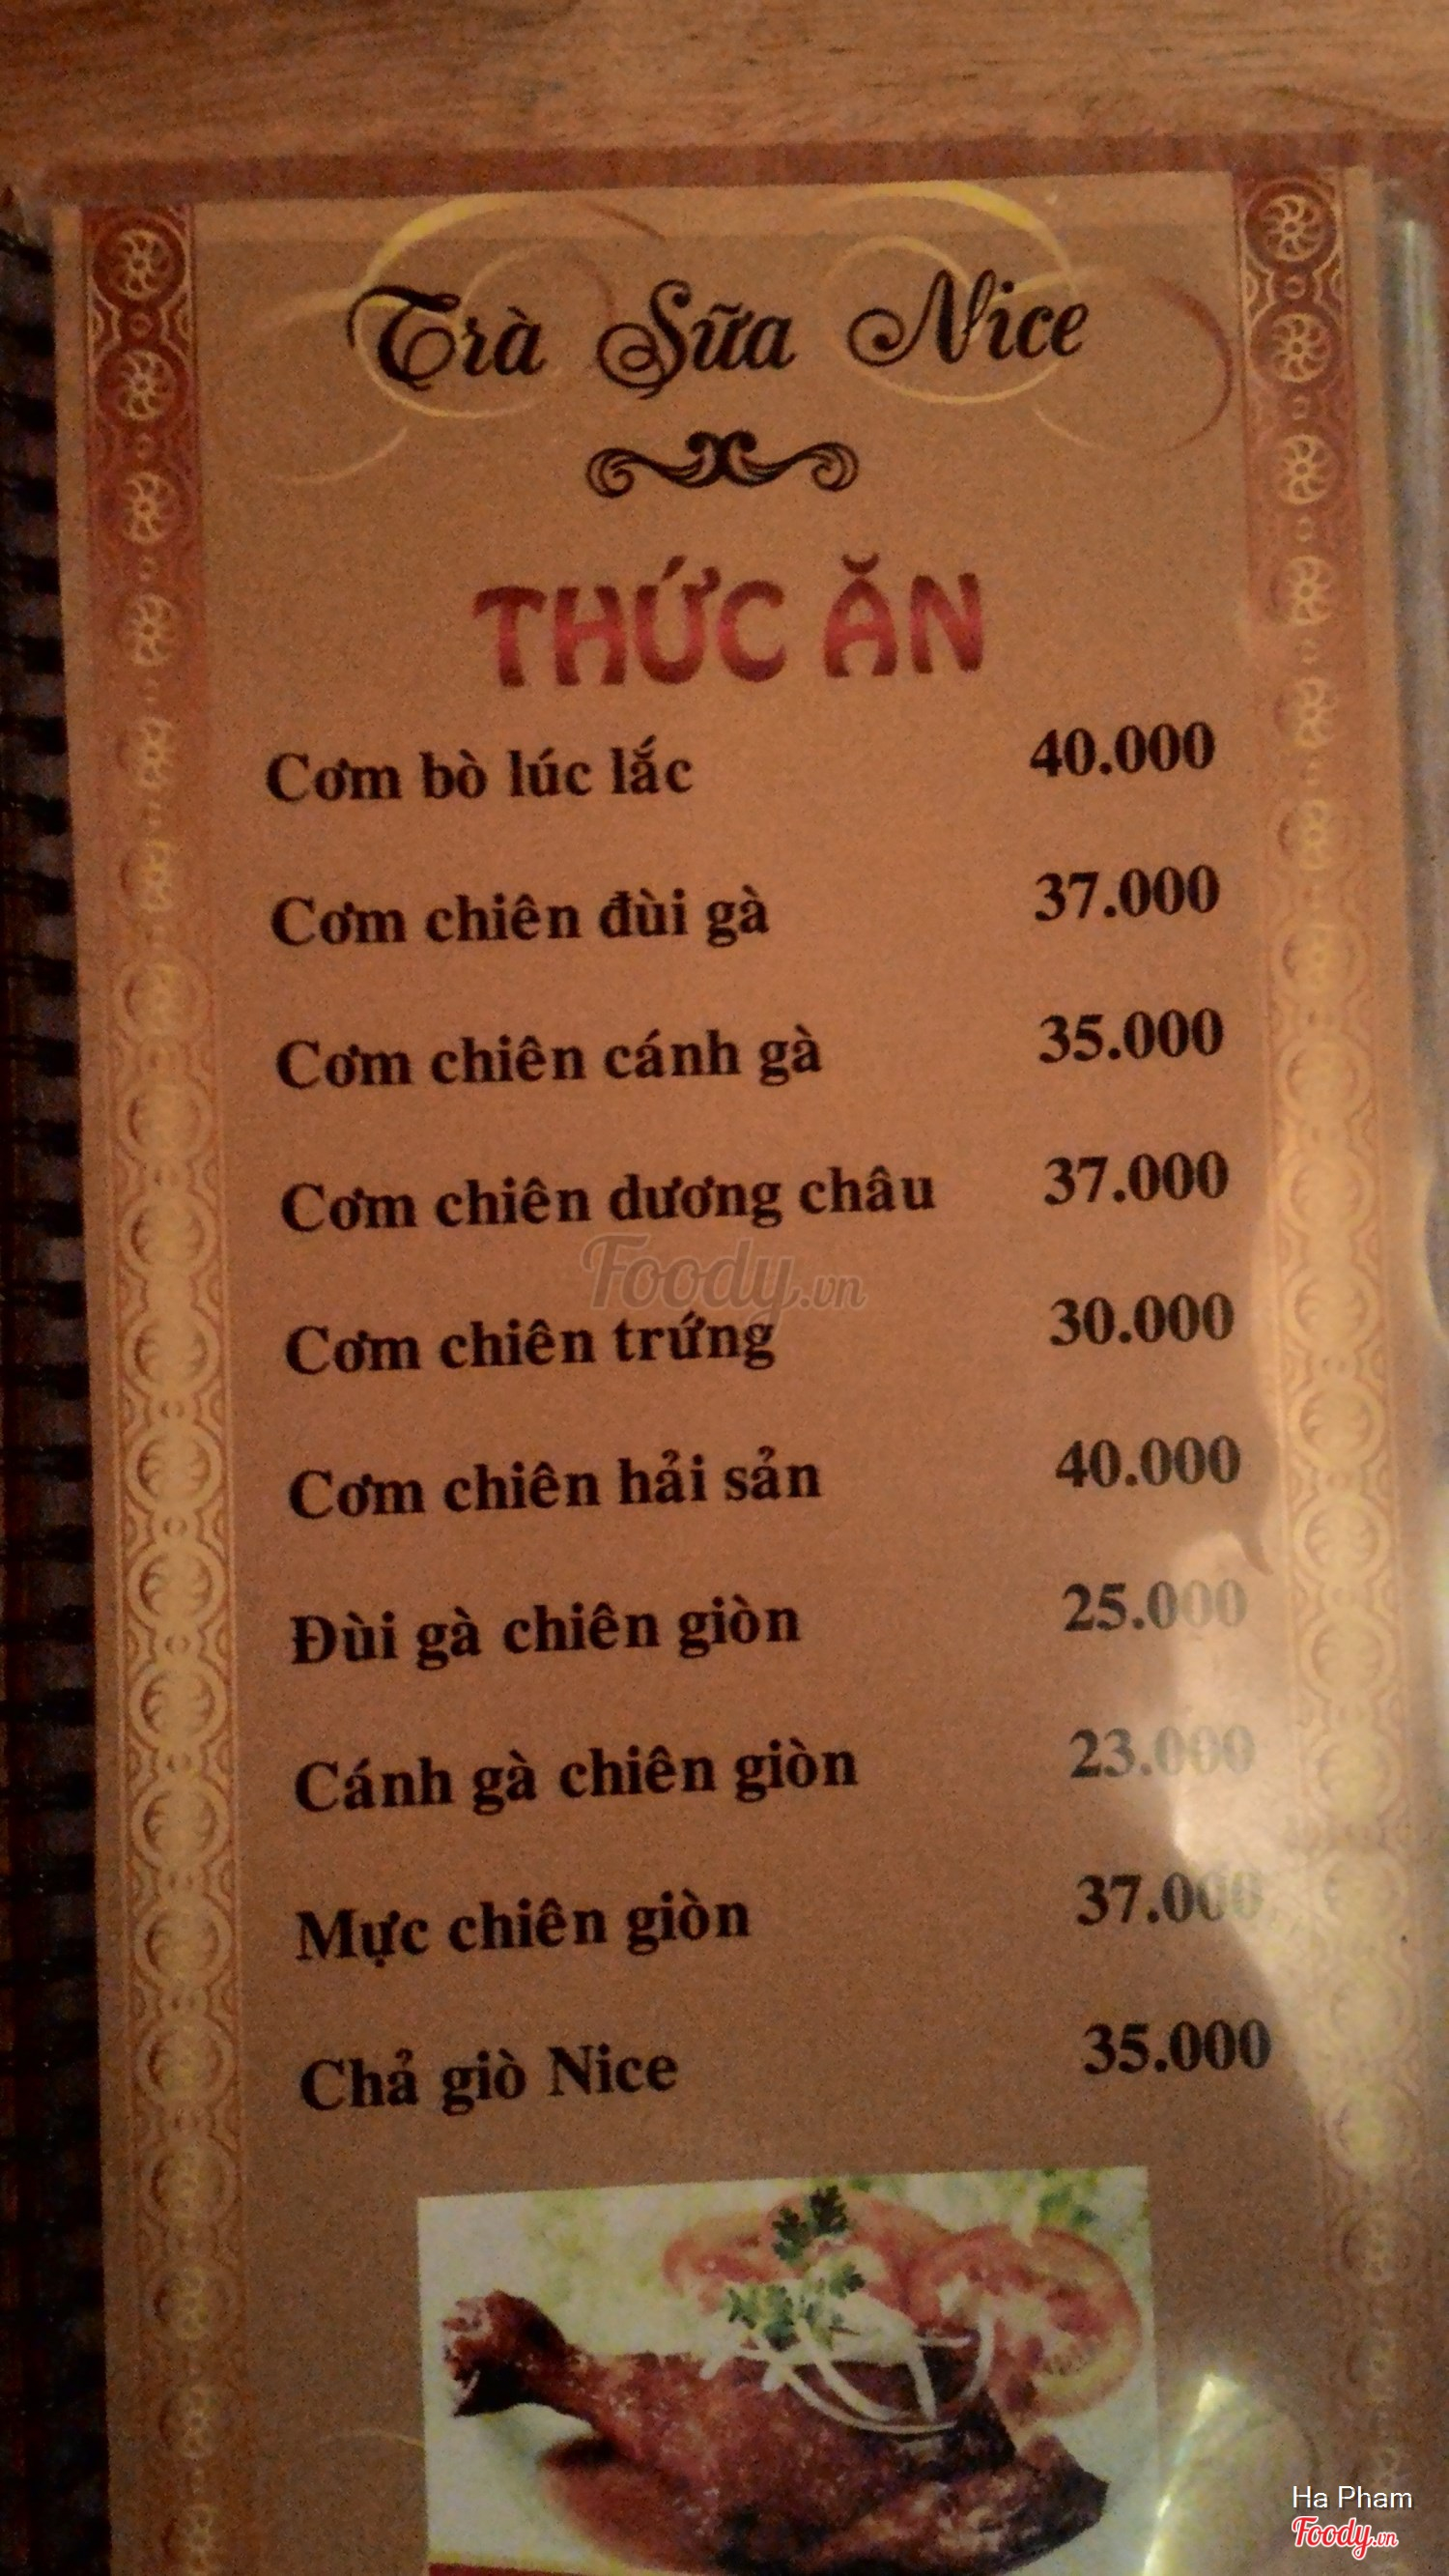 Trà Sữa Nice
THỨC ĂN
Cơm bò lúc lắc 40.000
Cơm chiên đùi gà 37.000
Cơm chiên cánh gà 35.000
Cơm chiên dương châu 37.000
Foody.vn
Cơm chiên trứng 30.000
Cơm chiên hải sản 40.000
Đùi gà chiên giòn 25.000
Cánh gà chiên giòn 23.000
Mực chiên giòn 37.000
Chả giò Nice 35.000
Ha Pham
Foody.vn